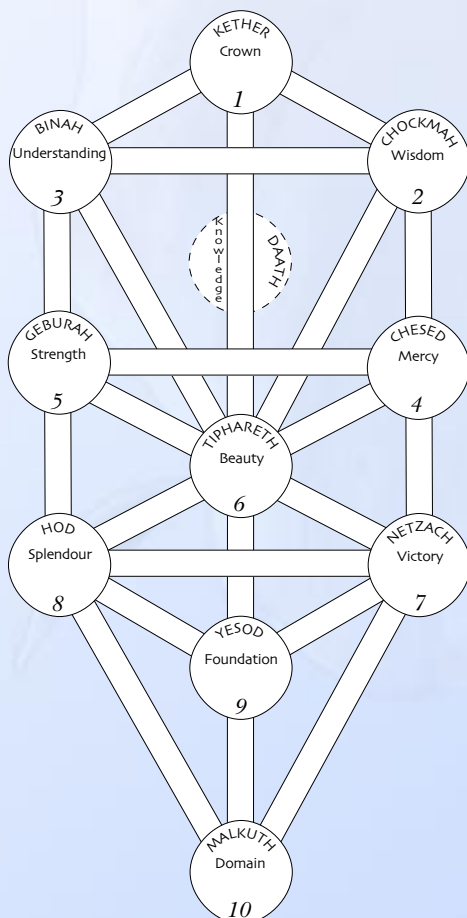 KETHER
Crown
1
BINAH
Understanding
3
CHOCKMAH
Wisdom
2
Knowledge
DAATH
GEBURAH
Strength
5
CHESED
Mercy
4
TIPHARETH
Beauty
6
HOD
Splendour
8
NETZACH
Victory
7
YESOD
Foundation
9
MALKUTH
Domain
10